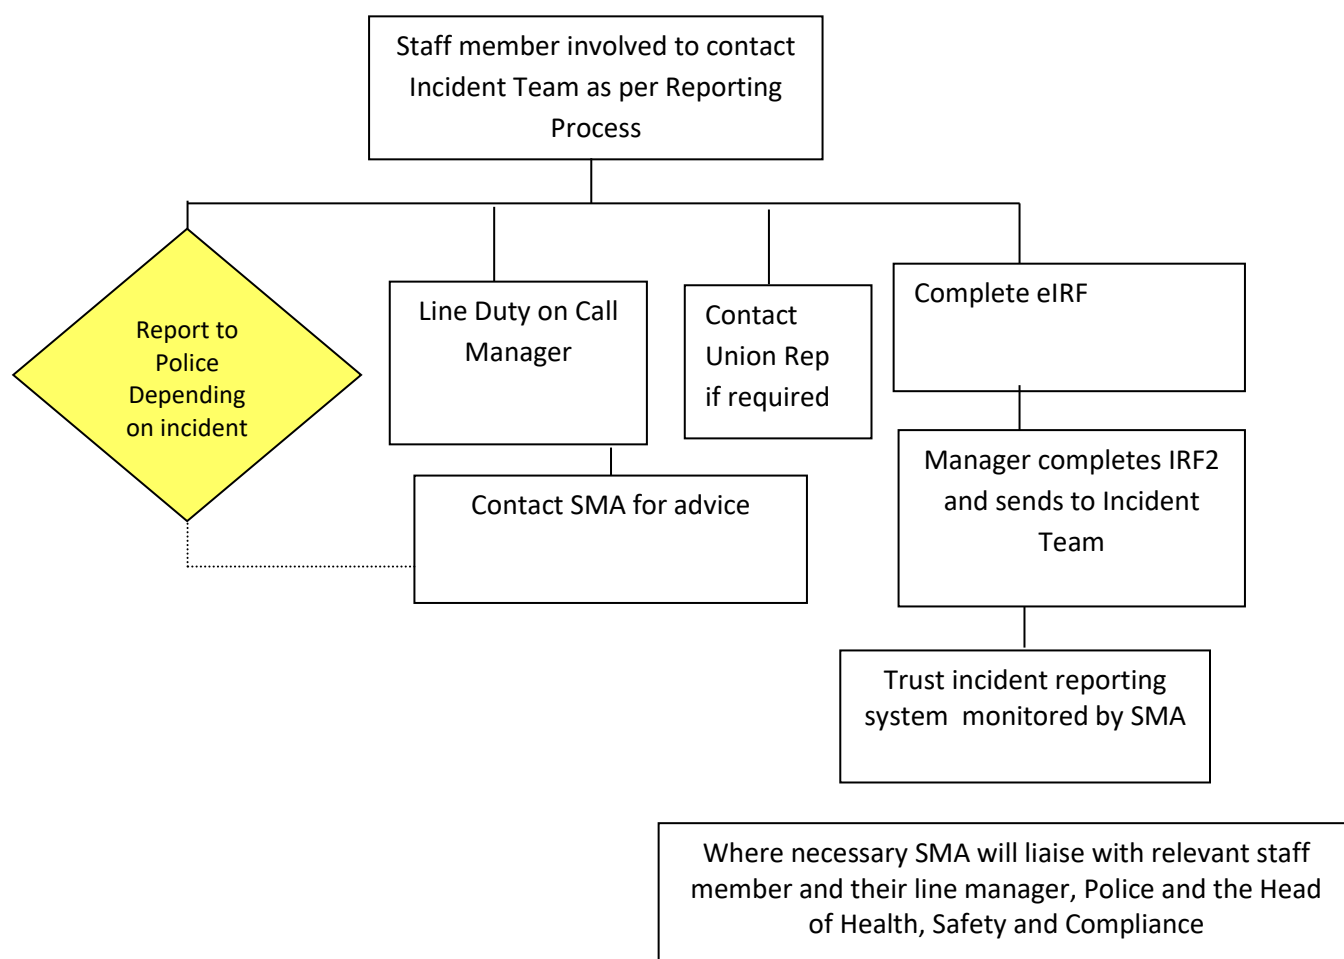 Staff member involved to contact
Incident Team as per Reporting
Process
Report to
Police
Depending
on incident
Line Duty on Call
Manager
Contact
Union Rep
if required
Complete eIRF
Contact SMA for advice
Manager completes IRF2
and sends to Incident
Team
Trust incident reporting
system  monitored by SMA
Where necessary SMA will liaise with relevant staff
member and their line manager, Police and the Head
of Health, Safety and Compliance